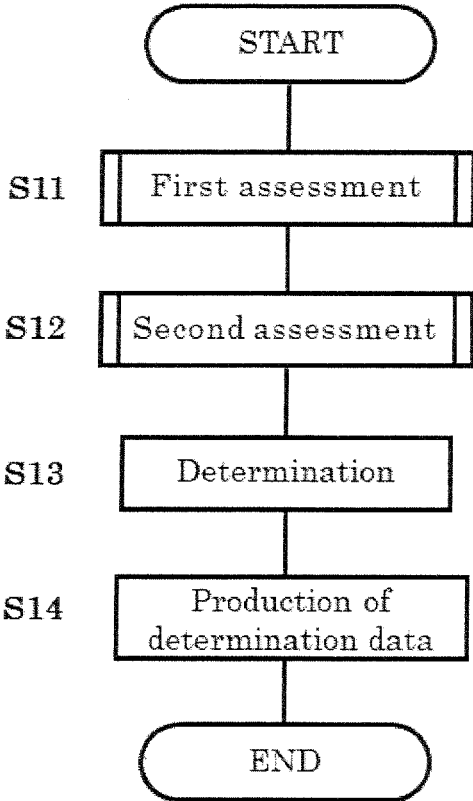 START
S11 First assessment
S12 Second assessment
S13 Determination
S14 Production of
determination data
END